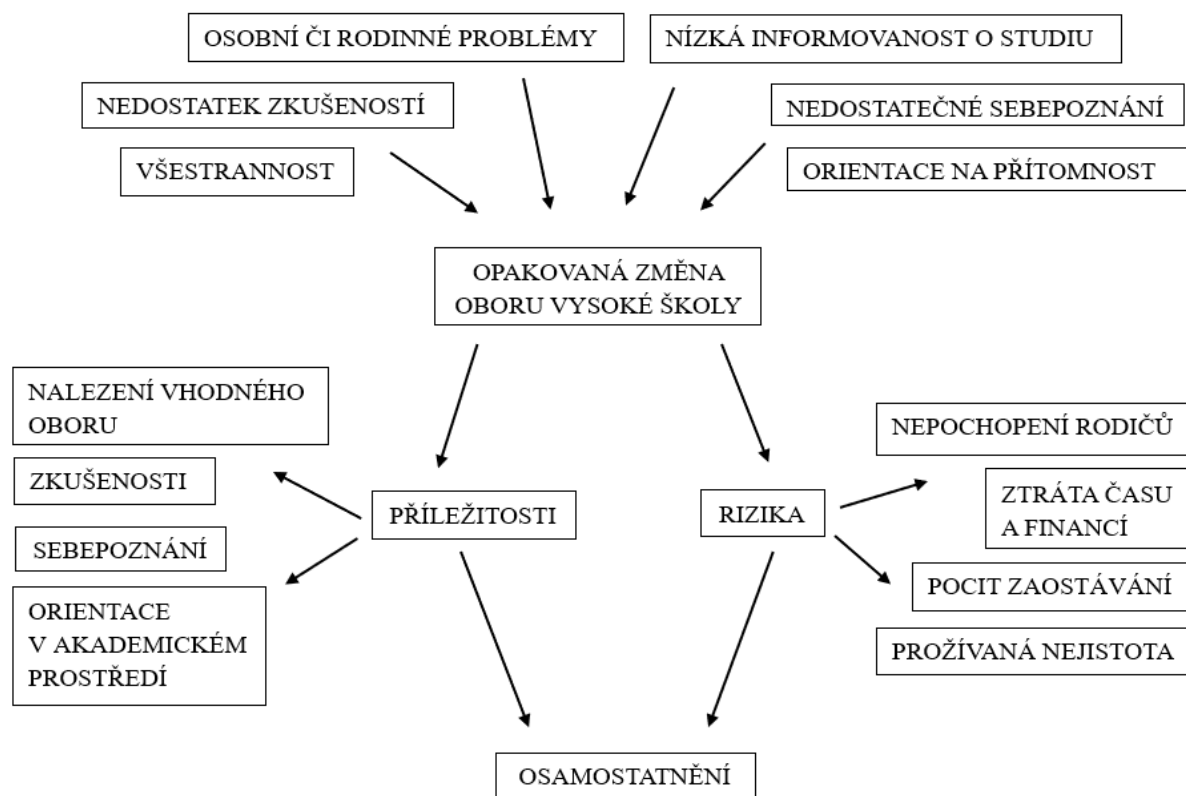 OSOBNÍ ČI RODINNÉ PROBLÉMY
NÍZKÁ INFORMOVANOST O STUDIU
NEDOSTATEK ZKUŠENOSTÍ
NEDOSTATEČNÉ SEBEPOZNÁNÍ
VŠESTRANNOST
ORIENTACE NA PŘÍTOMNOST
OPAKOVANÁ ZMĚNA
OBORU VYSOKÉ ŠKOLY
NALEZENÍ VHODNÉHO
OBORU
ZKUŠENOSTI
SEBEPOZNÁNÍ
ORIENTACE
V AKADEMICKÉM
PROSTŘEDÍ
PŘÍLEŽITOSTI
RIZIKA
NEPOCHOPENÍ RODIČŮ
ZTRÁTA ČASU
A FINANCÍ
POCIT ZAOSTÁVÁNÍ
PROŽÍVANÁ NEJISTOTA
OSAMOSTATNĚNÍ